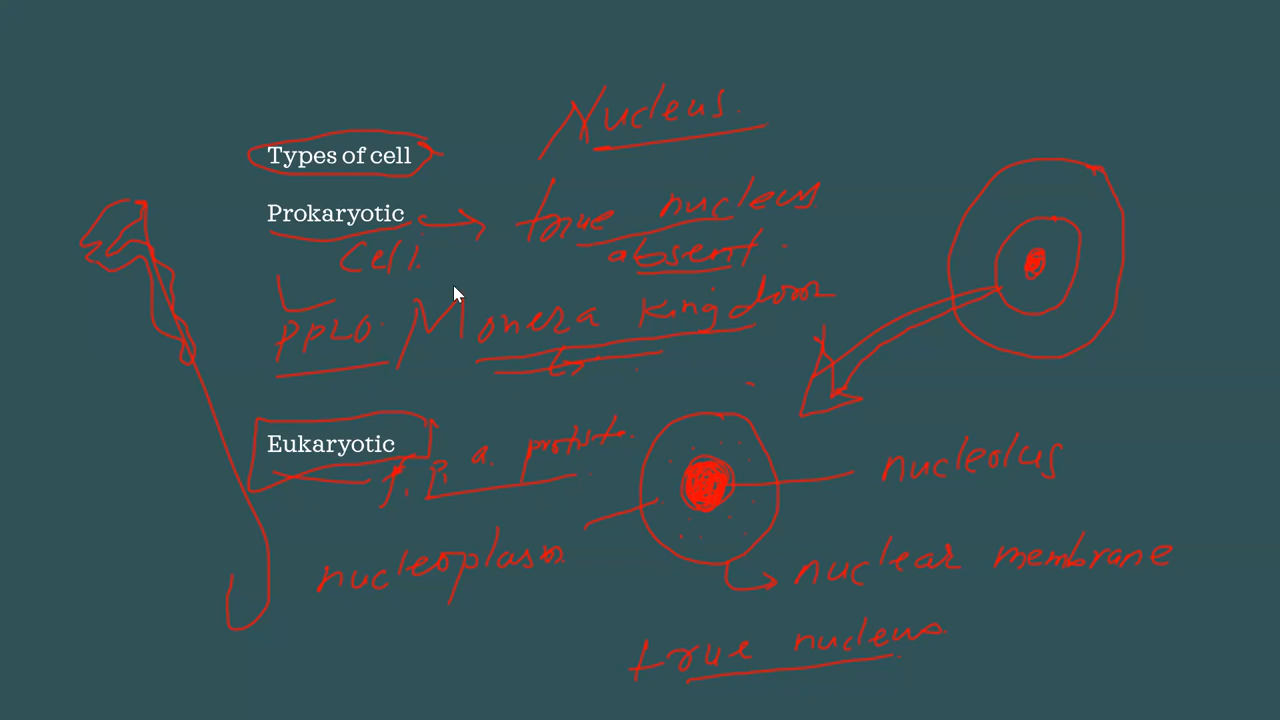 Nucleus.
Types of cell
Prokaryotic → true nucleus
cell. absent.
PPLO. Monera Kingdom
Eukaryotic
f. P. a. protista.
nucleolus
nucleoplasm
nuclear membrane
true nucleus.